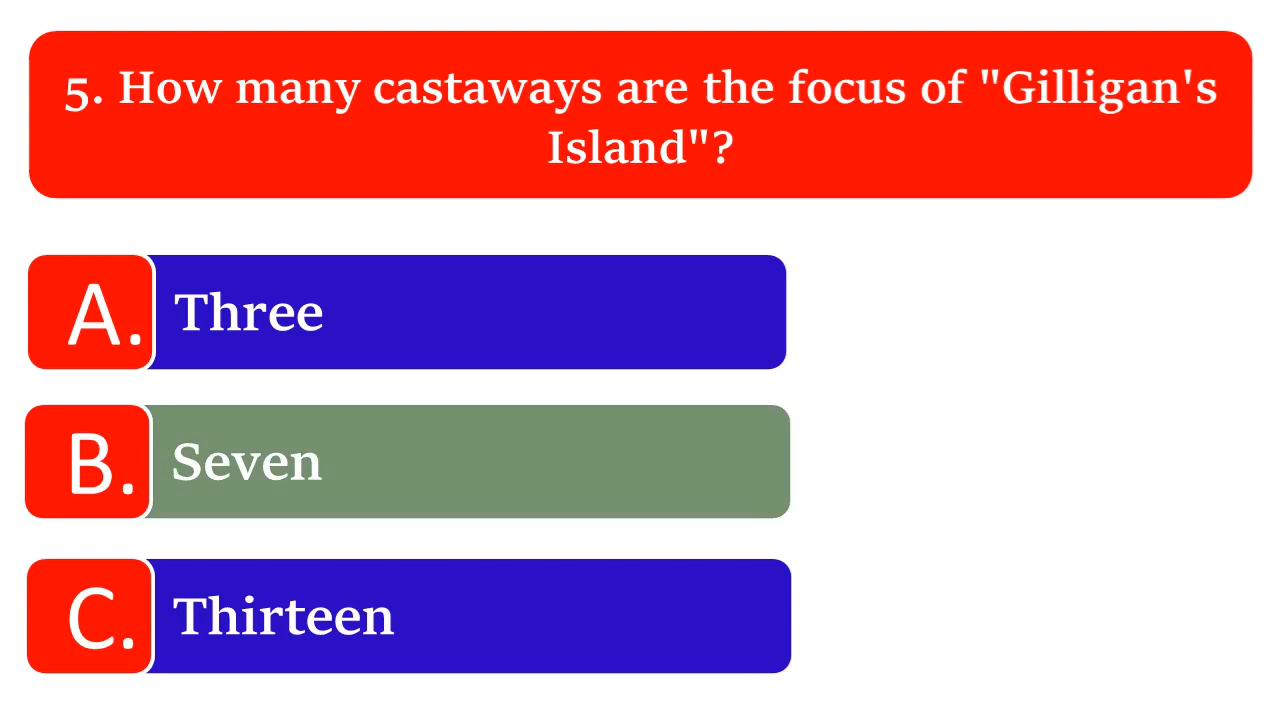 5. How many castaways are the focus of "Gilligan's
Island"?
A. Three
B. Seven
C. Thirteen